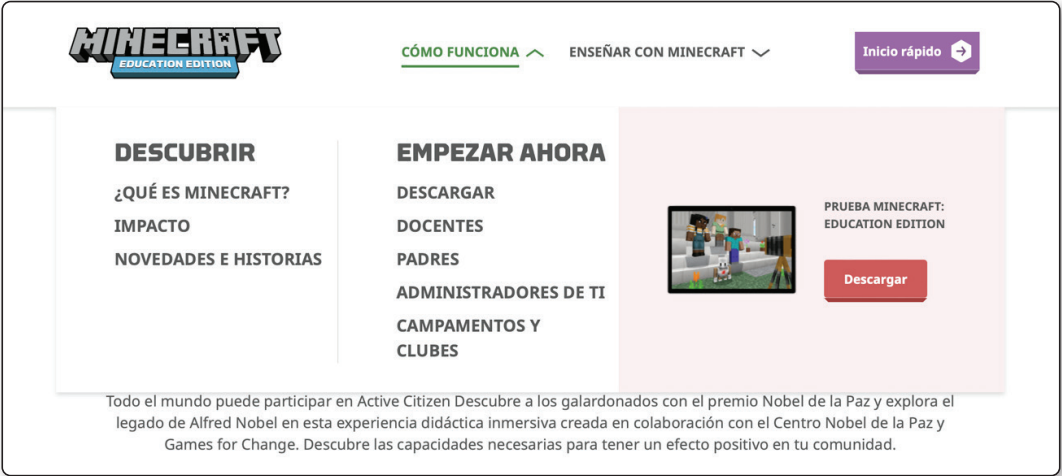 MINECRAFT
EDUCATION EDITION
CÓMO FUNCIONA
ENSEÑAR CON MINECRAFT
Inicio rápido
DESCUBRIR
¿QUÉ ES MINECRAFT?
IMPACTO
NOVEDADES E HISTORIAS
EMPEZAR AHORA
DESCARGAR
DOCENTES
PADRES
ADMINISTRADORES DE TI
CAMPAMENTOS Y
CLUBES
PRUEBA MINECRAFT:
EDUCATION EDITION
Descargar
Todo el mundo puede participar en Active Citizen Descubre a los galardonados con el premio Nobel de la Paz y explora el
legado de Alfred Nobel en esta experiencia didáctica inmersiva creada en colaboración con el Centro Nobel de la Paz y
Games for Change. Descubre las capacidades necesarias para tener un efecto positivo en tu comunidad.